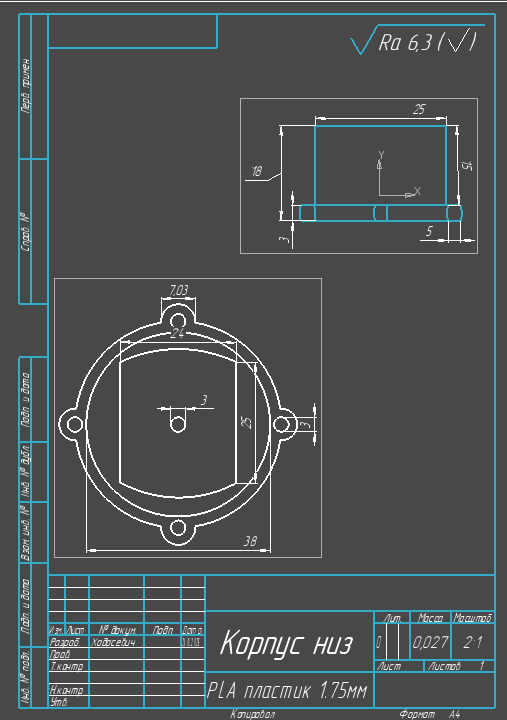 Ra 6,3 (√)
Перв. примен.
Справ. №
25
18
15
Y
X
3
5
7,03
24
3
25
3
38
Подп. и дата
Инв. № дубл.
Взам. инв. №
Подп. и дата
Инв. № подл.
Изм. Лист № докум. Подп. Дата
Разраб. Ходасевич
Пров.
Т.контр.
Н.контр.
Утв.
Корпус низ
Лит. Масса Масштаб
0 0,027 2:1
Лист Листов 1
PLA пластик 1.75мм
Копировал Формат A4